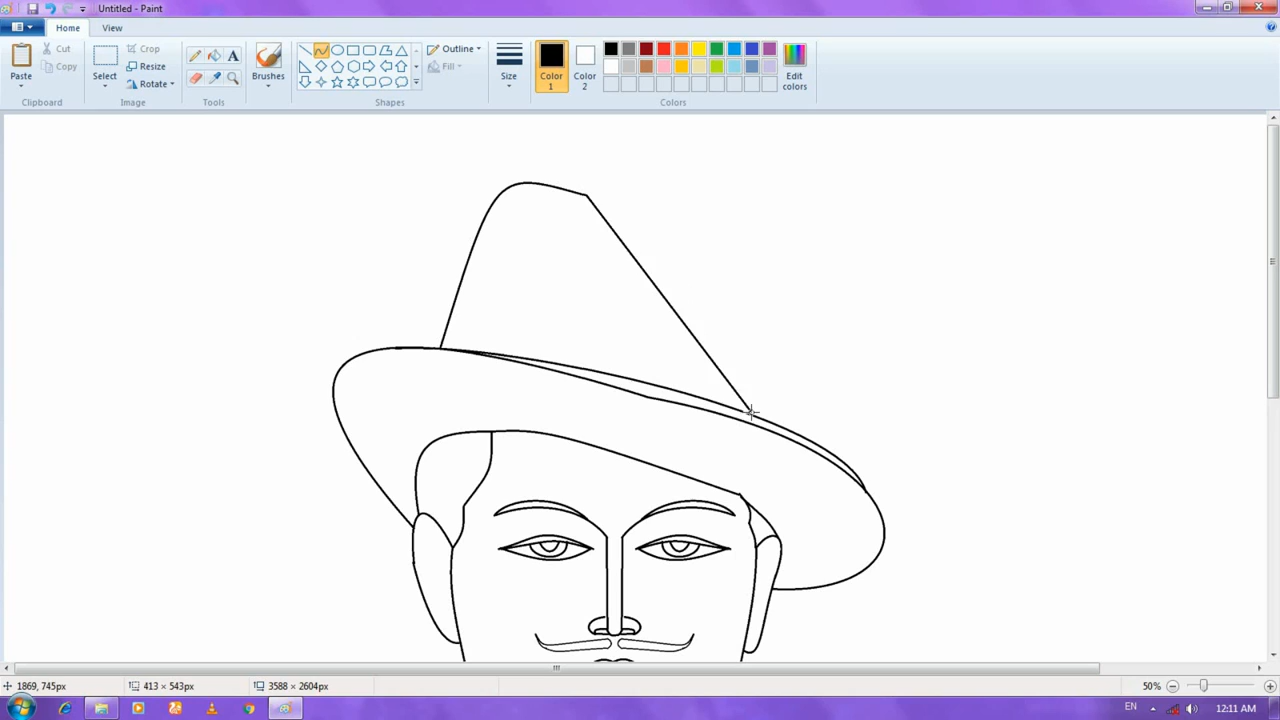 Untitled - Paint
Home View
Paste Cut Copy
Select Crop Resize Rotate
A
Brushes
Outline Fill
Size
Color 1 Color 2
Edit colors
Clipboard Image Tools Shapes Colors
1869, 745px 413 × 543px 3588 × 2604px 50%
EN 12:11 AM